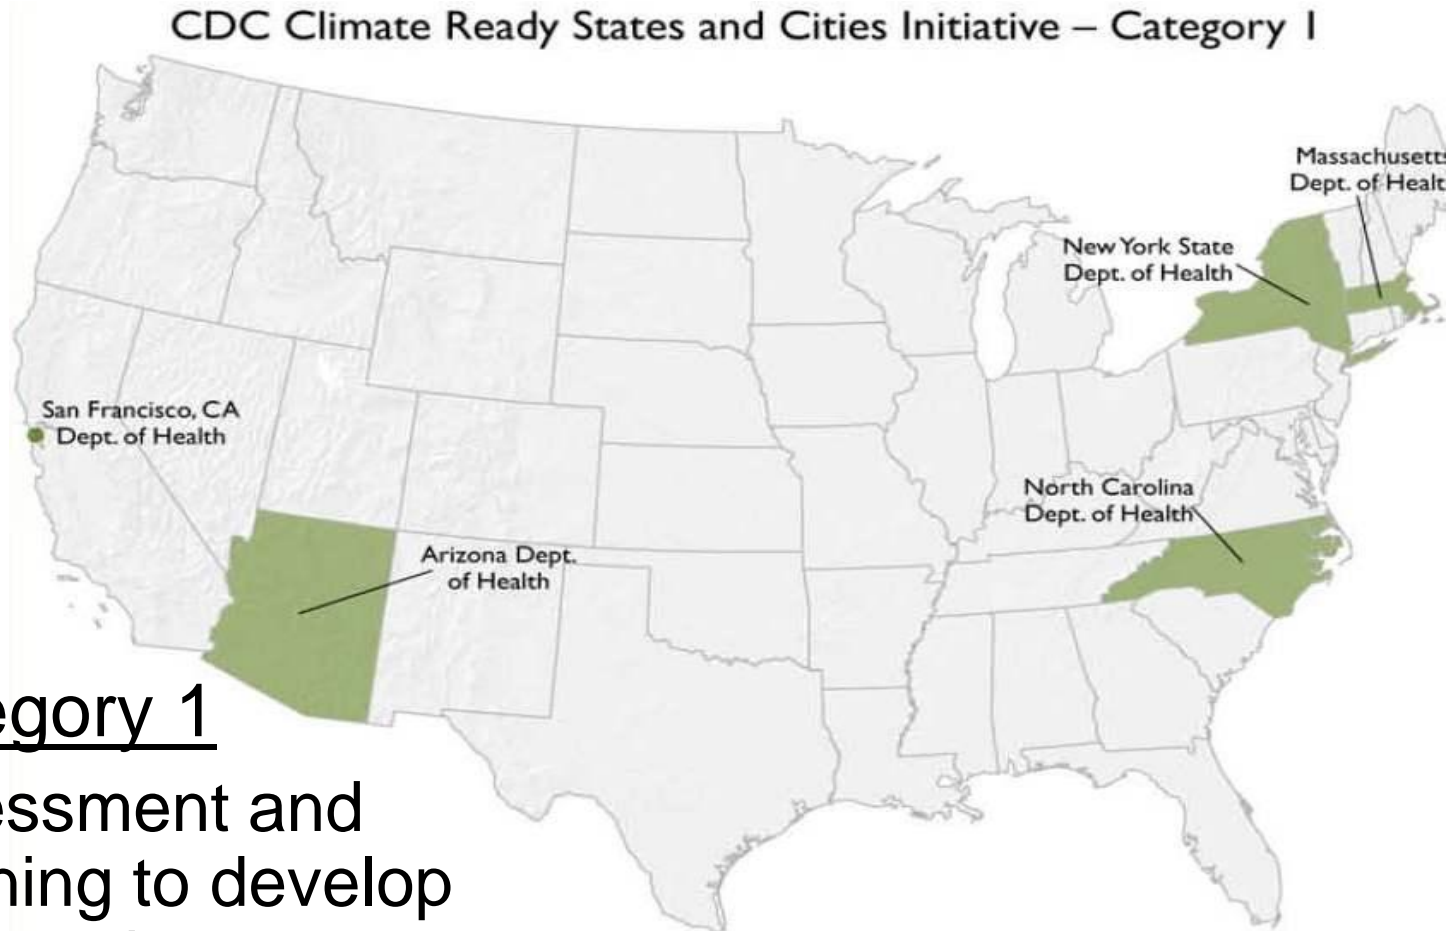 CDC Climate Ready States and Cities Initiative – Category 1
Massachusetts
Dept. of Healt
New York State
Dept. of Health
San Francisco, CA
Dept. of Health
North Carolina
Dept. of Health
Arizona Dept.
of Health
egory 1
essment and
ning to develop